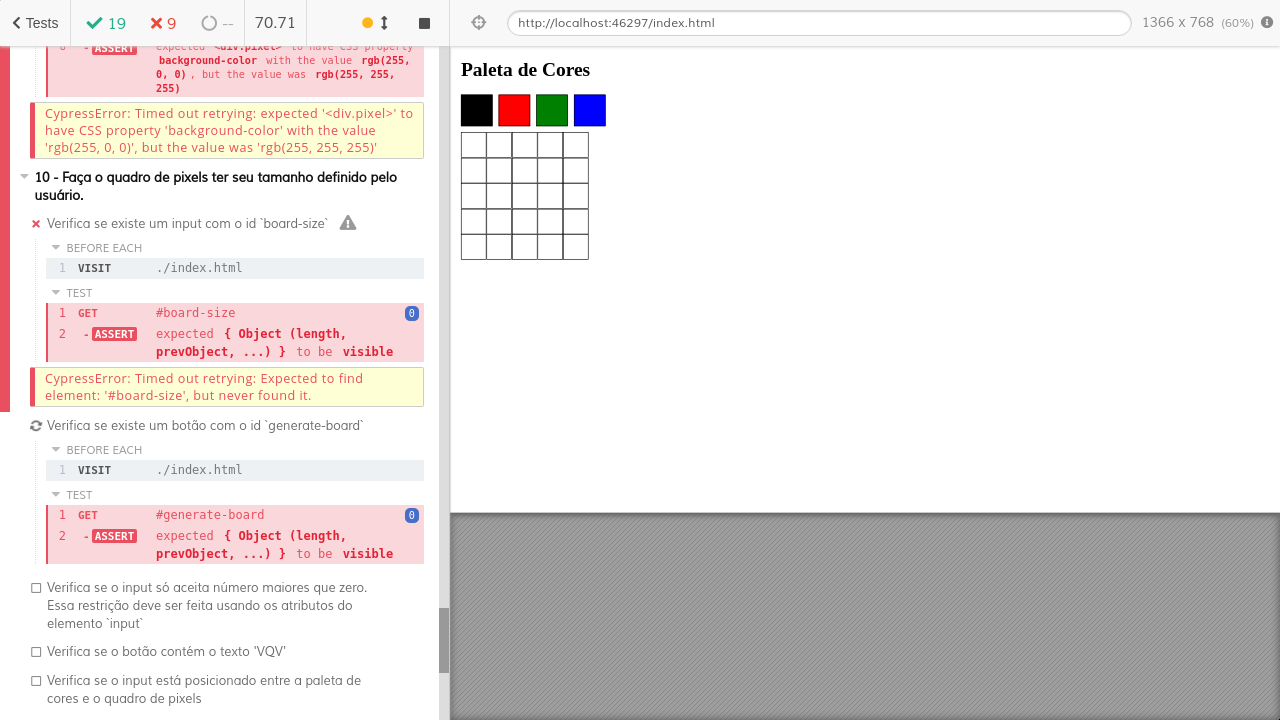 Tests 19 9 -- 70.71
http://localhost:46297/index.html 1366 x 768 (60%)
6 - ASSERT expected <div.pixel> to have CSS property
background-color with the value rgb(255,
0, 0), but the value was rgb(255, 255,
255)
CypressError: Timed out retrying: expected '<div.pixel>' to
have CSS property 'background-color' with the value
'rgb(255, 0, 0)', but the value was 'rgb(255, 255, 255)'
10 - Faça o quadro de pixels ter seu tamanho definido pelo
usuário.
Verifica se existe um input com o id `board-size`
BEFORE EACH
1 VISIT ./index.html
TEST
1 GET #board-size 0
2 - ASSERT expected { Object (length,
prevObject, ...) } to be visible
CypressError: Timed out retrying: Expected to find
element: '#board-size', but never found it.
Verifica se existe um botão com o id `generate-board`
BEFORE EACH
1 VISIT ./index.html
TEST
1 GET #generate-board 0
2 - ASSERT expected { Object (length,
prevObject, ...) } to be visible
Verifica se o input só aceita número maiores que zero.
Essa restrição deve ser feita usando os atributos do
elemento `input`
Verifica se o botão contém o texto 'VQV'
Verifica se o input está posicionado entre a paleta de
cores e o quadro de pixels
Paleta de Cores